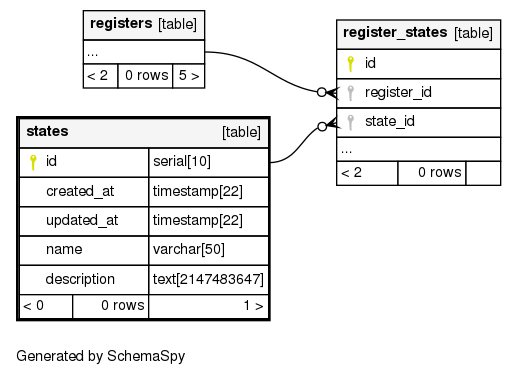 registers [table]
...
< 2 0 rows 5 >
register_states [table]
id
register_id
state_id
...
< 2 0 rows
states [table]
id serial[10]
created_at timestamp[22]
updated_at timestamp[22]
name varchar[50]
description text[2147483647]
< 0 0 rows 1 >
Generated by SchemaSpy